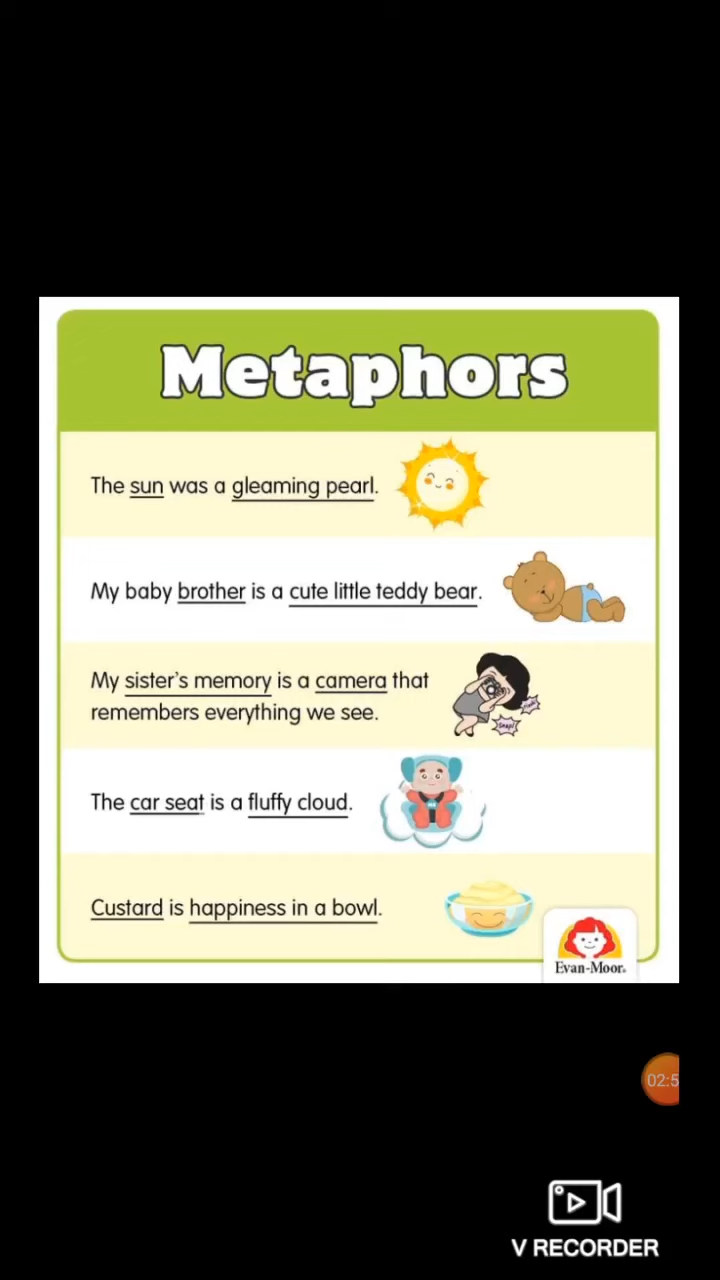 Metaphors
The sun was a gleaming pearl.
My baby brother is a cute little teddy bear.
My sister's memory is a camera that
remembers everything we see.
The car seat is a fluffy cloud.
Custard is happiness in a bowl.
Evan-Moor®
02:5
V RECORDER